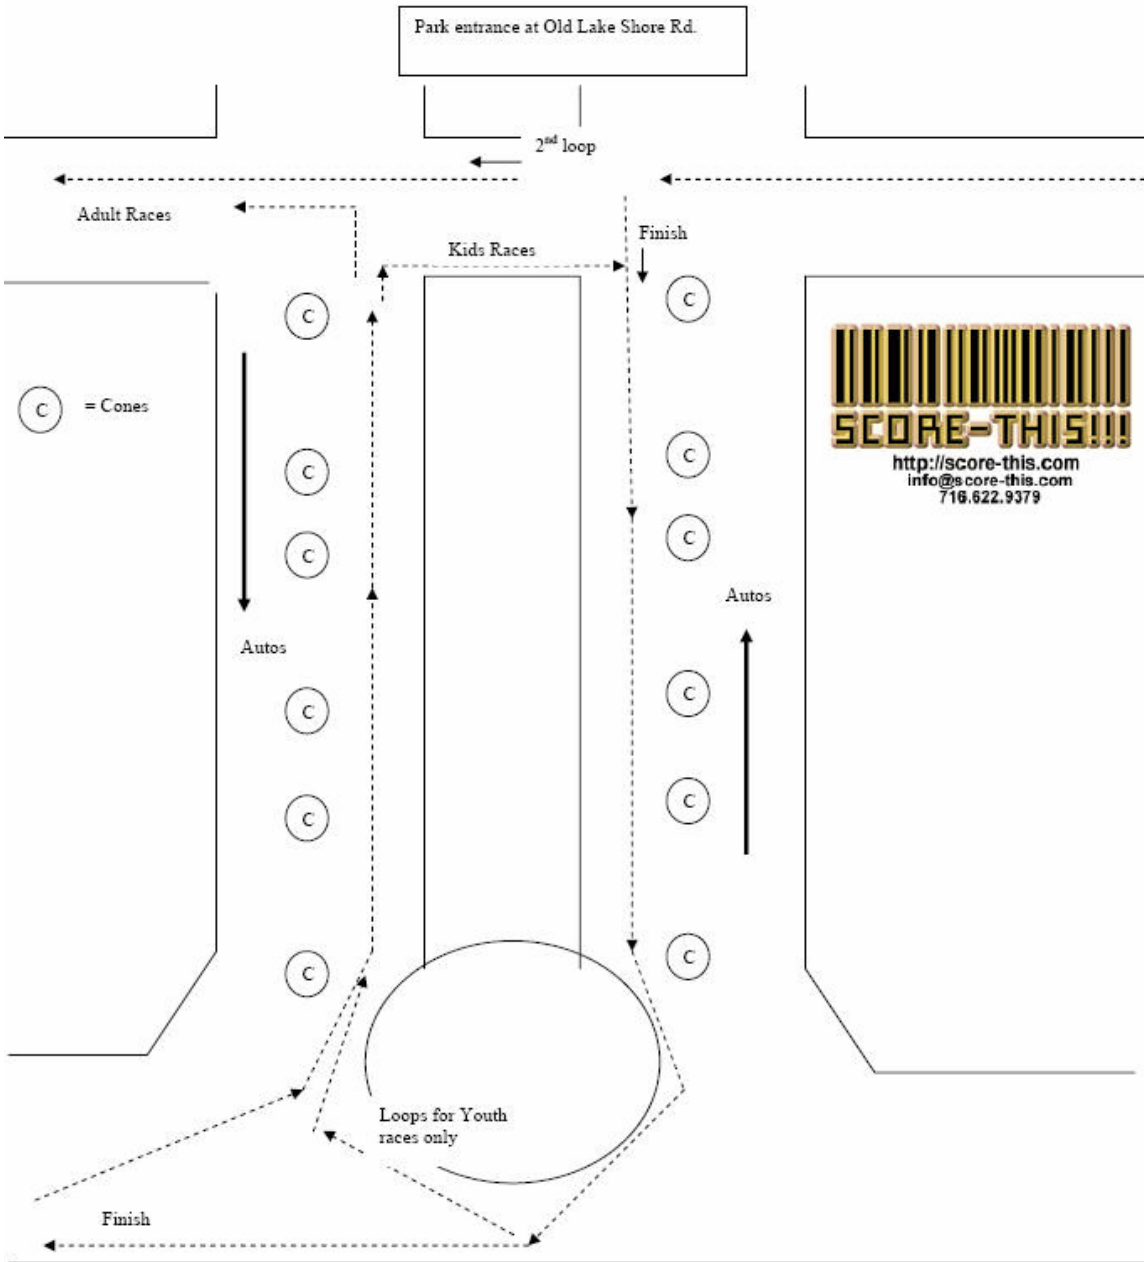 Park entrance at Old Lake Shore Rd.
2nd loop
Adult Races
Finish
Kids Races
C
C
C
= Cones
SCORE-THIS!!!
http://score-this.com
info@score-this.com
716.622.9379
C
C
C
C
Autos
Autos
C
C
C
C
C
C
Loops for Youth
races only
Finish